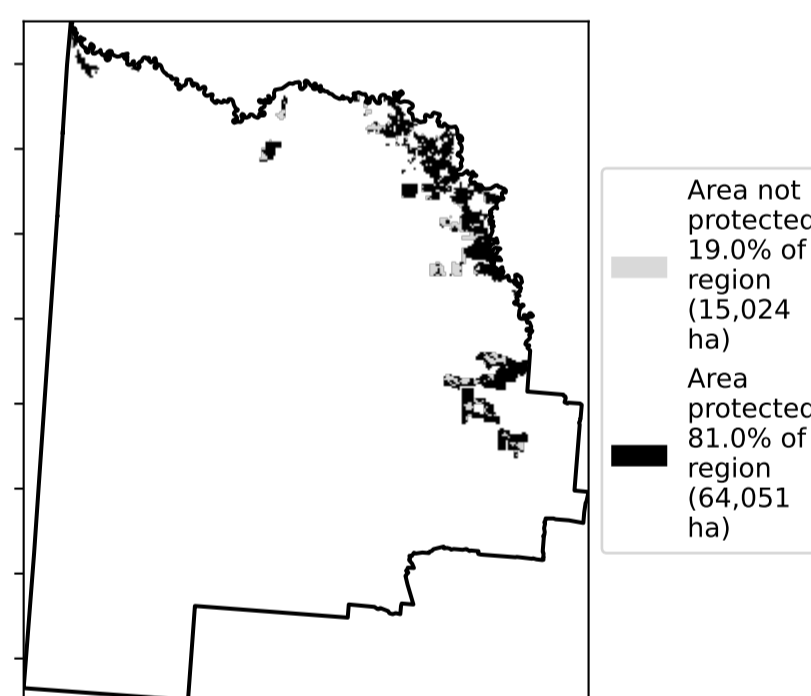 Area not
protected
19.0% of
region
(15,024
ha)
Area
protected
81.0% of
region
(64,051
ha)